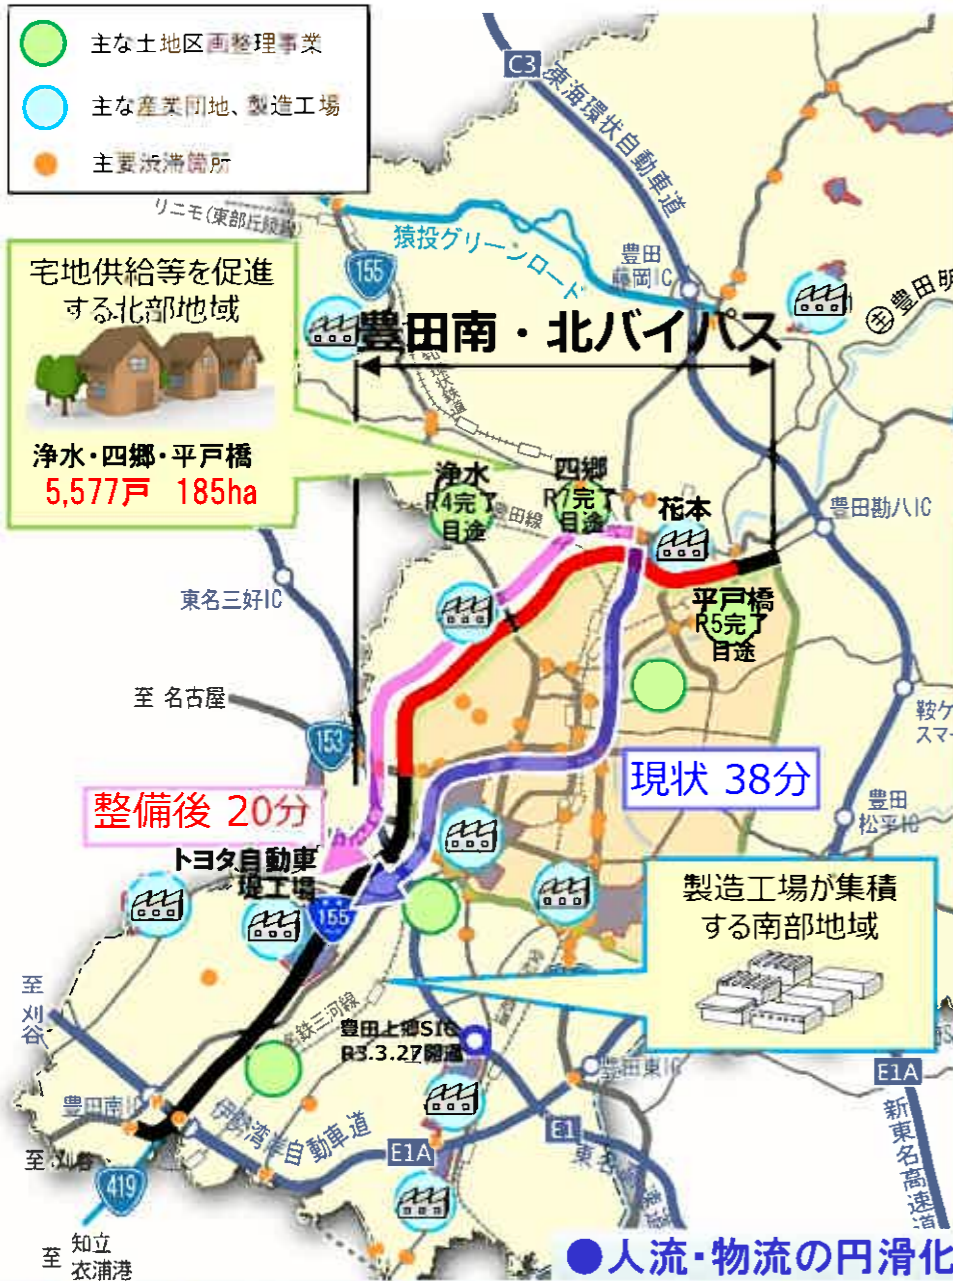 主な土地区画整理事業
主な産業団地、製造工場
主要渋滞箇所
C3
東海環状自動車道
リニモ(東部丘陵線)
猿投グリーンロード
155
豊田
藤岡IC
宅地供給等を促進
する北部地域
浄水・四郷・平戸橋
5,577戸 185ha
豊田南・北バイパス
浄水
R4完了
目途
四郷
R7完了
目途
花本
豊田勘八IC
平戸橋
R5完了
目途
東名三好IC
至 名古屋
153
鞍ケ
スマー
整備後 20分
現状 38分
豊田
松平IC
トヨタ自動車
堤工場
155
製造工場が集積
する南部地域
至
刈谷
豊田上郷SIC
R3.3.27開通
豊田東IC
E1A
豊田南IC
伊勢湾岸自動車道
E1A
E1
新東名高速道
至 刈谷
419
至 知立
衣浦港
●人流・物流の円滑化